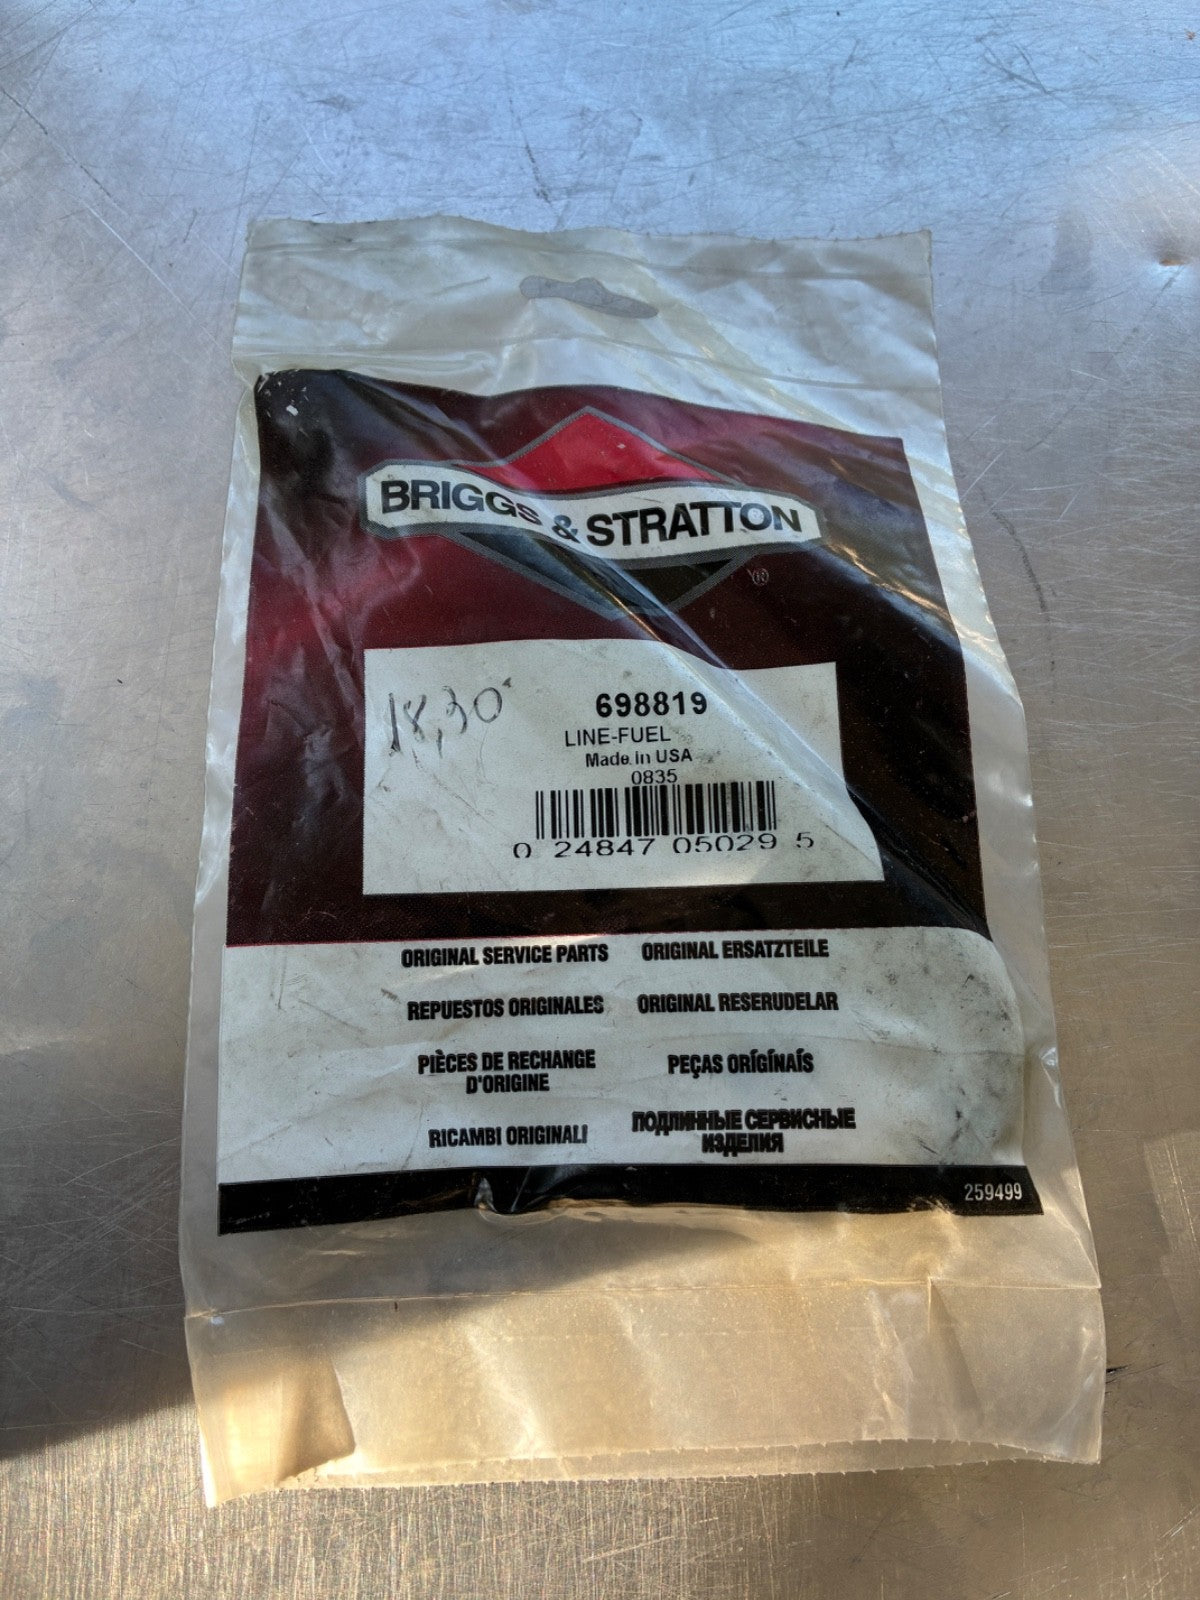 BRIGGS & STRATTON
®
18,30
698819
LINE-FUEL
Made in USA
0835
0 24847 05029 5
ORIGINAL SERVICE PARTS
ORIGINAL ERSATZTEILE
REPUESTOS ORIGINALES
ORIGINAL RESERUDELAR
PIÈCES DE RECHANGE
D'ORIGINE
PEÇAS ORÍGÍNAÍS
RICAMBI ORIGINALI
ПОДЛИННЫЕ СЕРВИСНЫЕ
ИЗДЕЛИЯ
259499